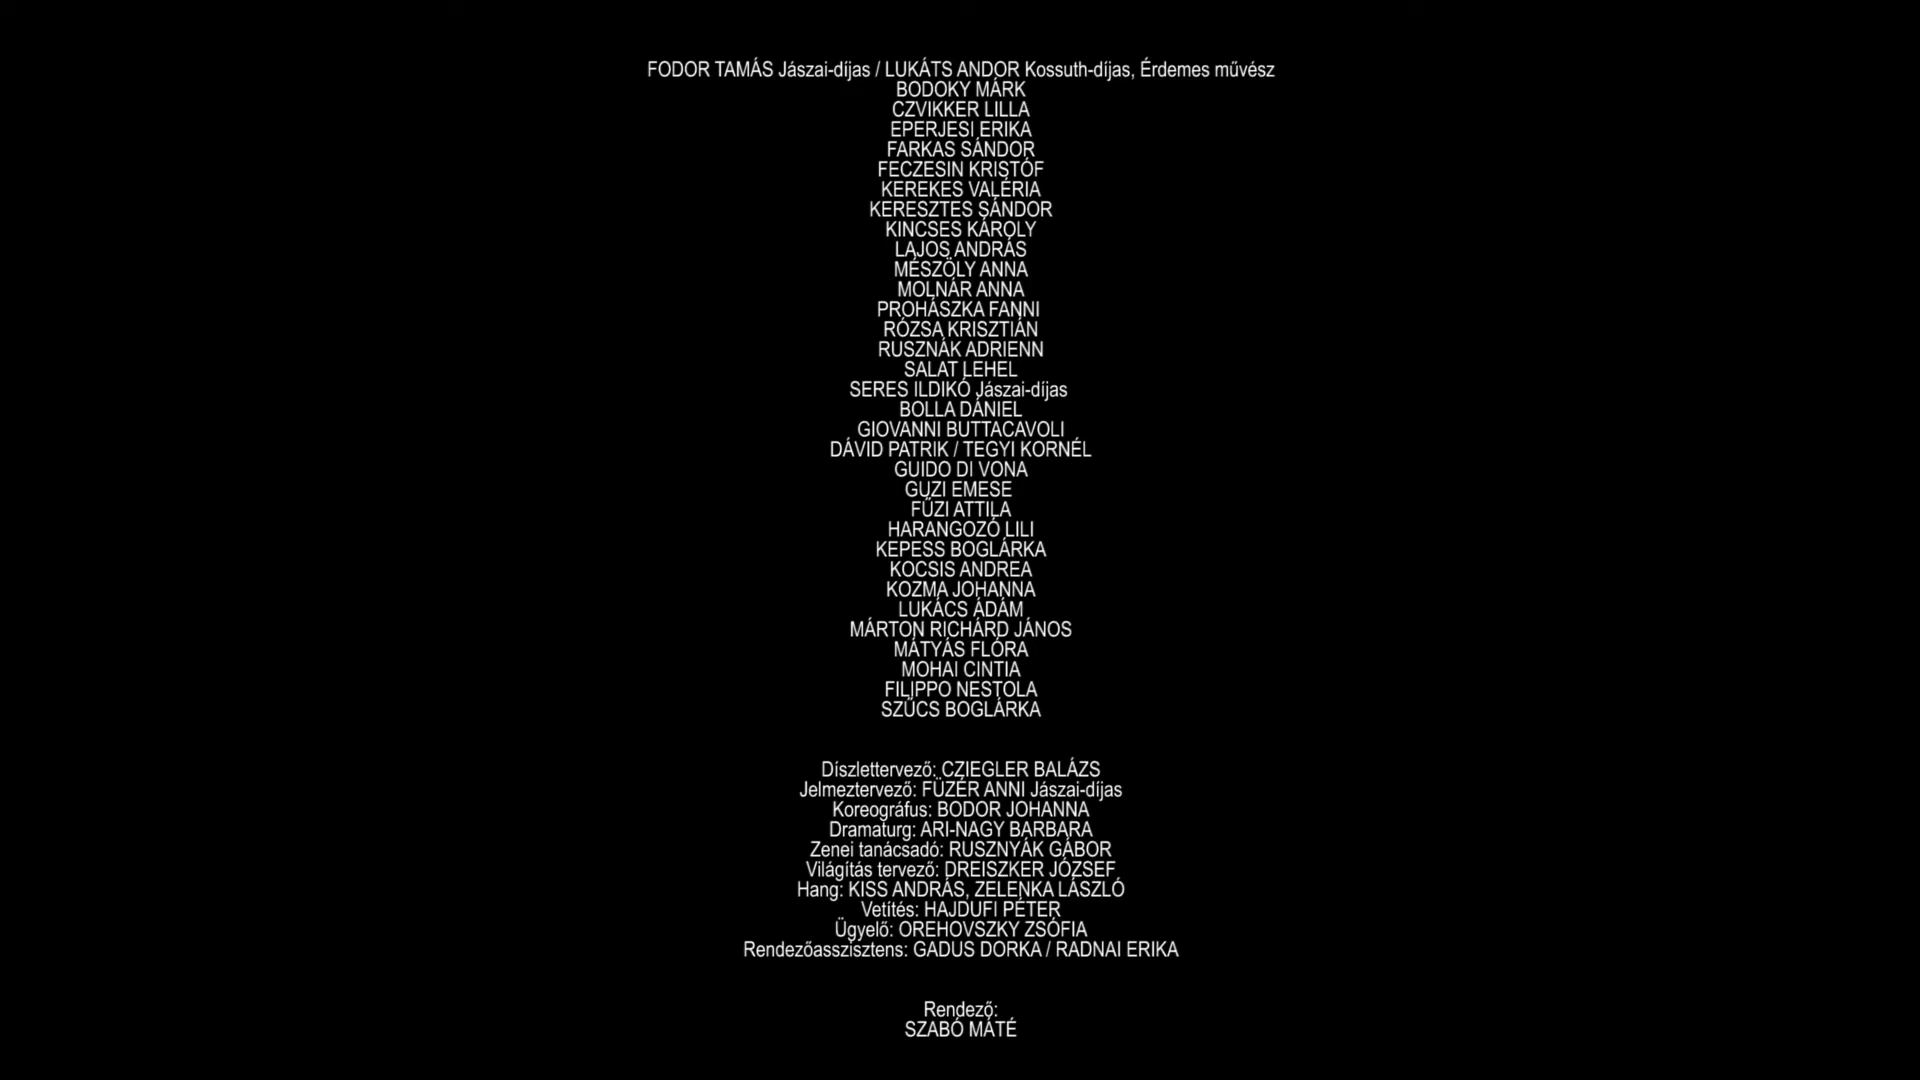 FODOR TAMÁS Jászai-díjas / LUKÁTS ANDOR Kossuth-díjas, Érdemes művész
BODOKY MÁRK
CZVIKKER LILLA
EPERJESI ERIKA
FARKAS SÁNDOR
FECZESIN KRISTÓF
KEREKES VALÉRIA
KERESZTES SÁNDOR
KINCSES KÁROLY
LAJOS ANDRÁS
MÉSZÖLY ANNA
MOLNÁR ANNA
PROHÁSZKA FANNI
RÓZSA KRISZTIÁN
RUSZNÁK ADRIENN
SALAT LEHEL
SERES ILDIKÓ Jászai-díjas
BOLLA DÁNIEL
GIOVANNI BUTTACAVOLI
DÁVID PATRIK / TEGYI KORNÉL
GUIDO DI VONA
GUZI EMESE
FŰZI ATTILA
HARANGOZÓ LILI
KEPESS BOGLÁRKA
KOCSIS ANDREA
KOZMA JOHANNA
LUKÁCS ÁDÁM
MÁRTON RICHÁRD JÁNOS
MÁTYÁS FLÓRA
MOHAI CINTIA
FILIPPO NESTOLA
SZŰCS BOGLÁRKA
Díszlettervező: CZIEGLER BALÁZS
Jelmeztervező: FÜZÉR ANNI Jászai-díjas
Koreográfus: BODOR JOHANNA
Dramaturg: ARI-NAGY BARBARA
Zenei tanácsadó: RUSZNYÁK GÁBOR
Világítás tervező: DREISZKER JÓZSEF
Hang: KISS ANDRÁS, ZELENKA LÁSZLÓ
Vetítés: HAJDUFI PÉTER
Ügyelő: OREHOVSZKY ZSÓFIA
Rendezőasszisztens: GADUS DORKA / RADNAI ERIKA
Rendező:
SZABÓ MÁTÉ